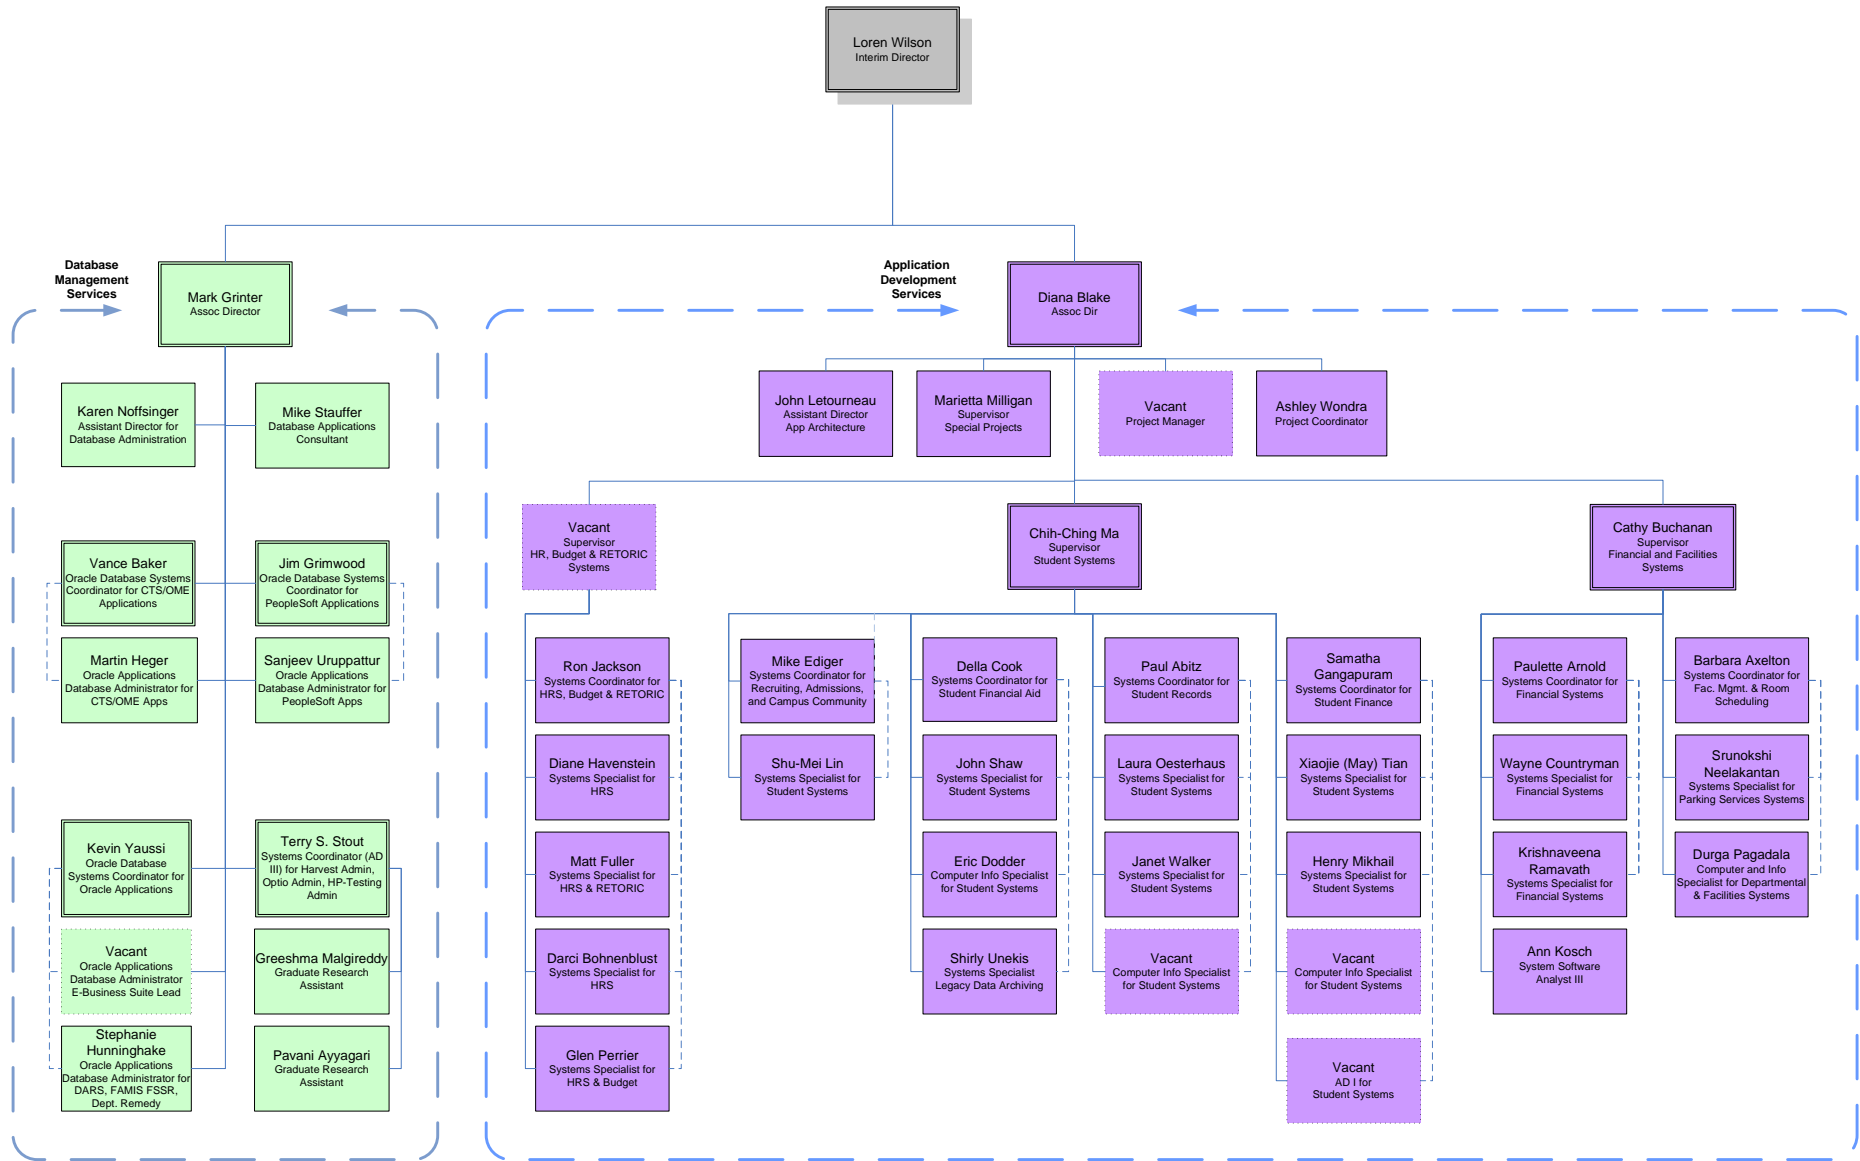 Loren Wilson
Interim Director
Database
Management
Services
Mark Grinter
Assoc Director
Application
Development
Services
Diana Blake
Assoc Dir
Karen Noffsinger
Assistant Director for
Database Administration
Mike Stauffer
Database Applications
Consultant
John Letourneau
Assistant Director
App Architecture
Marietta Milligan
Supervisor
Special Projects
Vacant
Project Manager
Ashley Wondra
Project Coordinator
Vance Baker
Oracle Database Systems
Coordinator for CTS/OME
Applications
Jim Grimwood
Oracle Database Systems
Coordinator for
PeopleSoft Applications
Vacant
Supervisor
HR, Budget & RETORIC
Systems
Chih-Ching Ma
Supervisor
Student Systems
Cathy Buchanan
Supervisor
Financial and Facilities
Systems
Martin Heger
Oracle Applications
Database Administrator for
CTS/OME Apps
Sanjeev Uruppattur
Oracle Applications
Database Administrator for
PeopleSoft Apps
Ron Jackson
Systems Coordinator for
HRS, Budget & RETORIC
Mike Ediger
Systems Coordinator for
Recruiting, Admissions,
and Campus Community
Della Cook
Systems Coordinator for
Student Financial Aid
Paul Abitz
Systems Coordinator for
Student Records
Samatha
Gangapuram
Systems Coordinator for
Student Finance
Paulette Arnold
Systems Coordinator for
Financial Systems
Barbara Axelton
Systems Coordinator for
Fac. Mgmt. & Room
Scheduling
Diane Havenstein
Systems Specialist for
HRS
Shu-Mei Lin
Systems Specialist for
Student Systems
John Shaw
Systems Specialist for
Student Systems
Laura Oesterhaus
Systems Specialist for
Student Systems
Xiaojie (May) Tian
Systems Specialist for
Student Systems
Wayne Countryman
Systems Specialist for
Financial Systems
Srunokshi
Neelakantan
Systems Specialist for
Parking Services Systems
Kevin Yaussi
Oracle Database
Systems Coordinator for
Oracle Applications
Terry S. Stout
Systems Coordinator (AD
III) for Harvest Admin,
Optio Admin, HP-Testing
Admin
Matt Fuller
Systems Specialist for
HRS & RETORIC
Eric Dodder
Computer Info Specialist
for Student Systems
Janet Walker
Systems Specialist for
Student Systems
Henry Mikhail
Systems Specialist for
Student Systems
Krishnaveena
Ramavath
Systems Specialist for
Financial Systems
Durga Pagadala
Computer and Info
Specialist for Departmental
& Facilities Systems
Vacant
Oracle Applications
Database Administrator
E-Business Suite Lead
Greeshma Malgireddy
Graduate Research
Assistant
Darci Bohnenblust
Systems Specialist for
HRS
Shirly Unekis
Systems Specialist
Legacy Data Archiving
Vacant
Computer Info Specialist
for Student Systems
Vacant
Computer Info Specialist
for Student Systems
Ann Kosch
System Software
Analyst III
Stephanie
Hunninghake
Oracle Applications
Database Administrator for
DARS, FAMIS FSSR,
Dept. Remedy
Pavani Ayyagari
Graduate Research
Assistant
Glen Perrier
Systems Specialist for
HRS & Budget
Vacant
AD I for
Student Systems